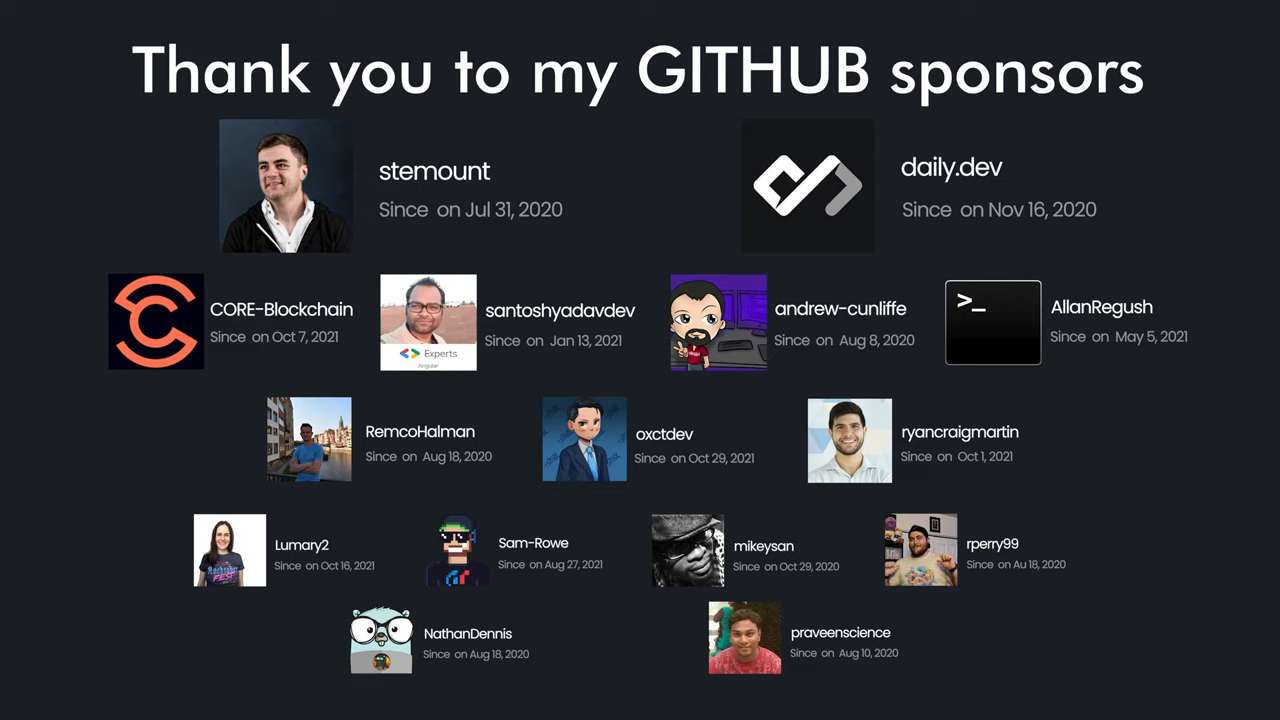 Thank you to my GITHUB sponsors
stemount
Since on Jul 31, 2020
daily.dev
Since on Nov 16, 2020
CORE-Blockchain
Since on Oct 7, 2021
santoshyadavdev
Since on Jan 13, 2021
Experts
Angular
andrew-cunliffe
Since on Aug 8, 2020
>_
AllanRegush
Since on May 5, 2021
RemcoHalman
Since on Aug 18, 2020
oxctdev
Since on Oct 29, 2021
ryancraigmartin
Since on Oct 1, 2021
Lumary2
Since on Oct 16, 2021
Sam-Rowe
Since on Aug 27, 2021
mikeysan
Since on Oct 29, 2020
rperry99
Since on Au 18, 2020
NathanDennis
Since on Aug 18, 2020
praveenscience
Since on Aug 10, 2020